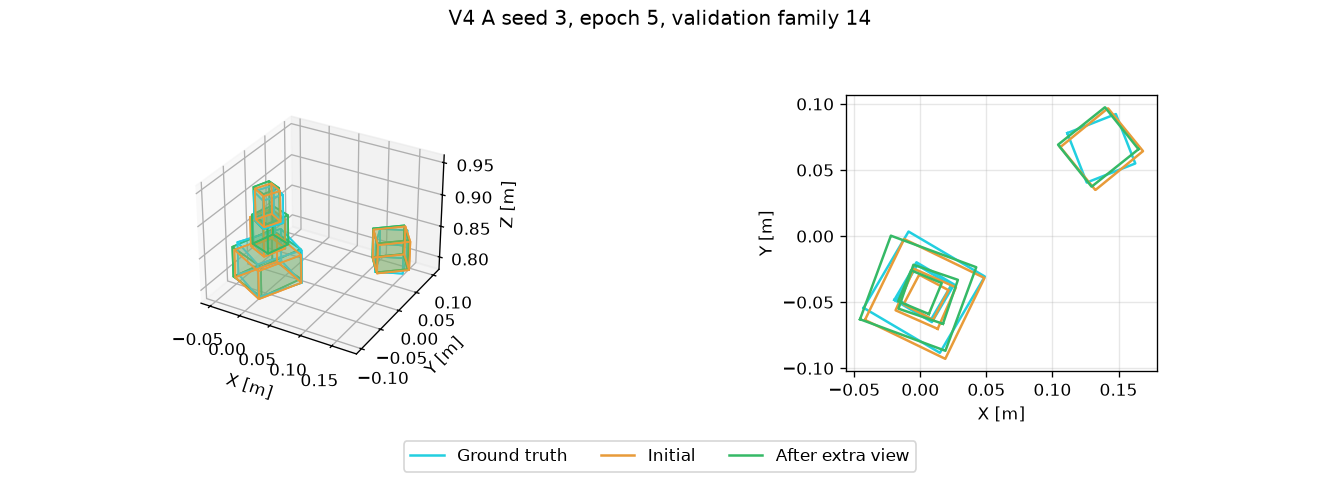 V4 A seed 3, epoch 5, validation family 14
0.95
0.90
0.85
0.80
Z [m]
−0.05
0.00
0.05
0.10
0.15
X [m]
0.10
0.05
0.00
−0.05
−0.10
Y [m]
0.10
0.05
0.00
−0.05
−0.10
Y [m]
−0.05 0.00 0.05 0.10 0.15
X [m]
Ground truth Initial After extra view